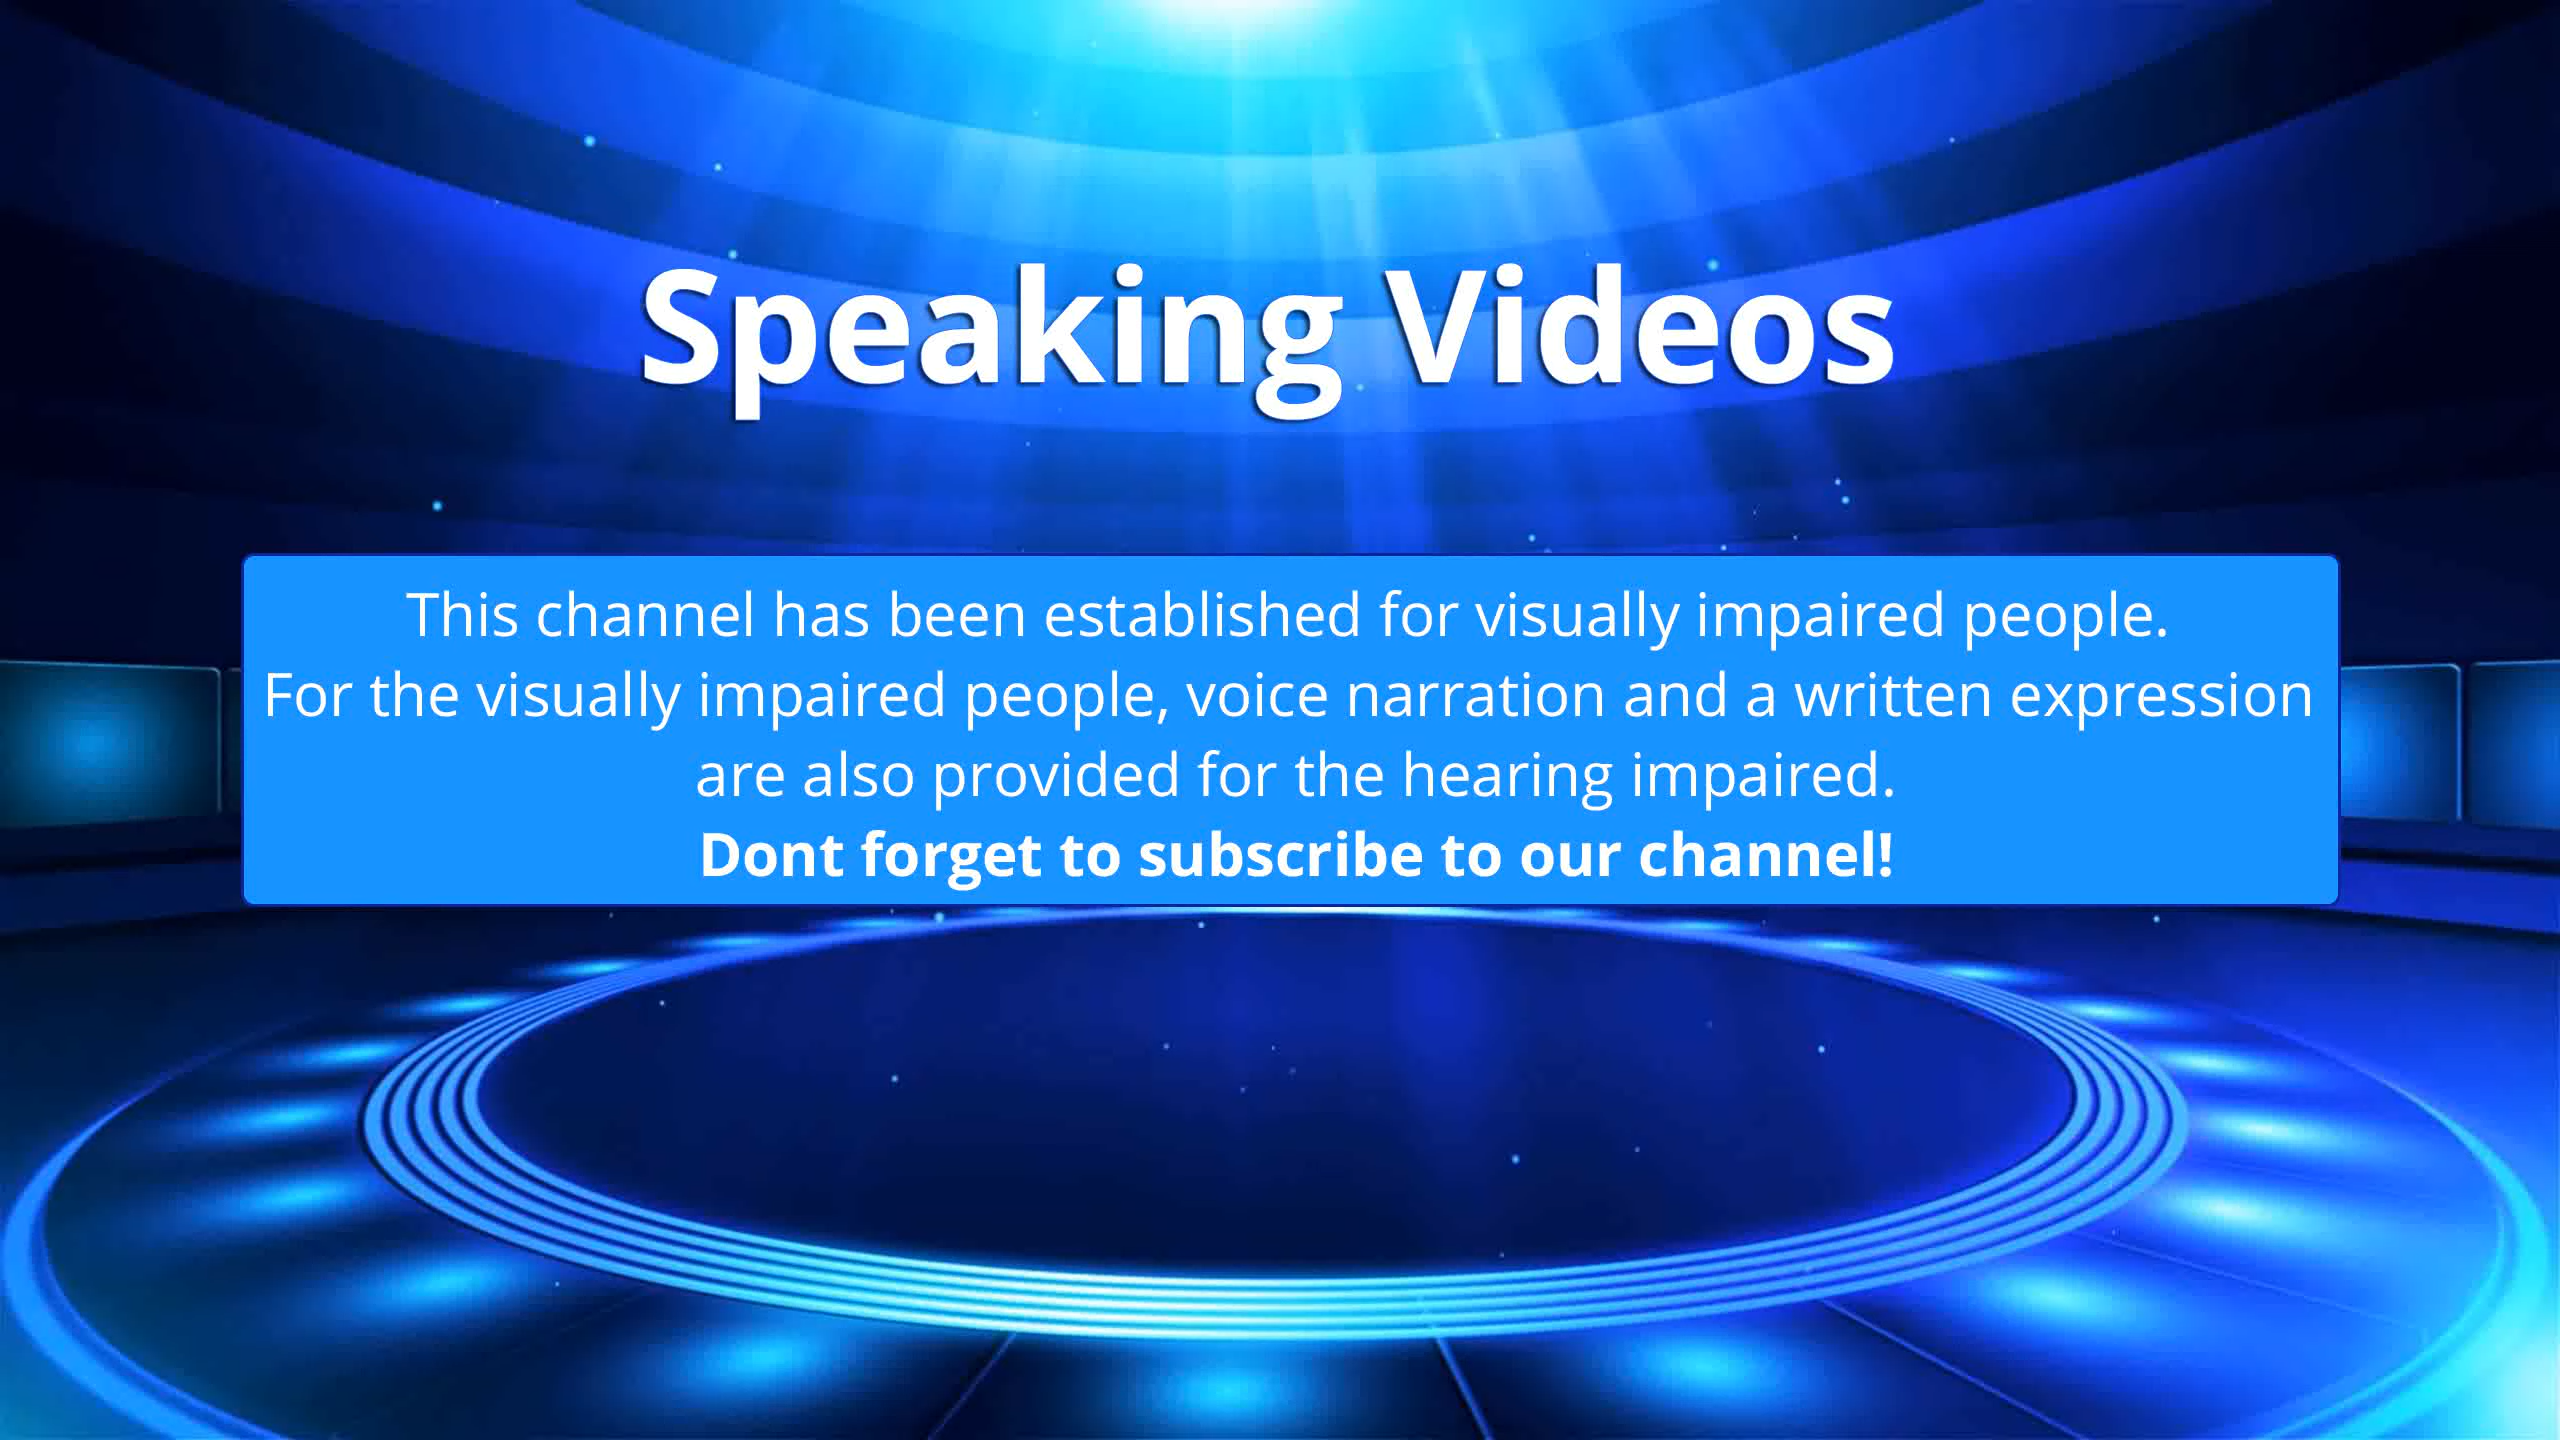 Speaking Videos
This channel has been established for visually impaired people.
For the visually impaired people, voice narration and a written expression
are also provided for the hearing impaired.
Dont forget to subscribe to our channel!